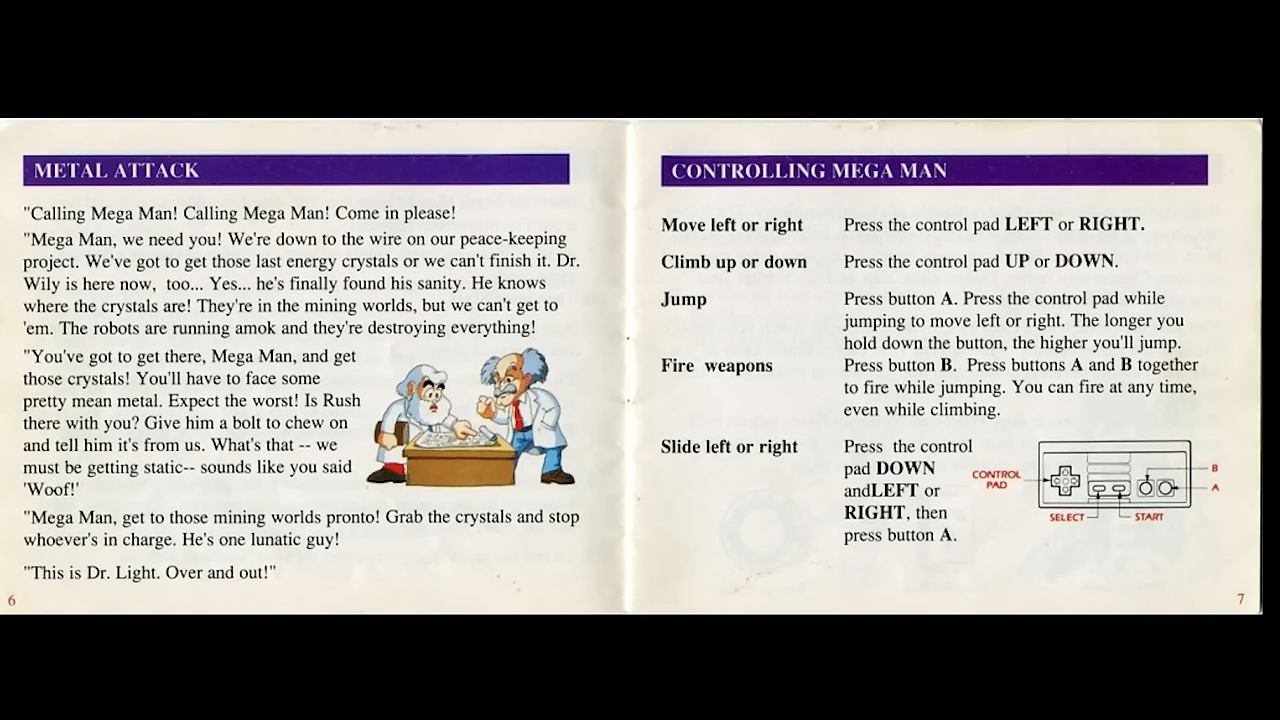 METAL ATTACK
"Calling Mega Man! Calling Mega Man! Come in please!
"Mega Man, we need you! We're down to the wire on our peace-keeping
project. We've got to get those last energy crystals or we can't finish it. Dr.
Wily is here now, too... Yes... he's finally found his sanity. He knows
where the crystals are! They're in the mining worlds, but we can't get to
'em. The robots are running amok and they're destroying everything!
"You've got to get there, Mega Man, and get
those crystals! You'll have to face some
pretty mean metal. Expect the worst! Is Rush
there with you? Give him a bolt to chew on
and tell him it's from us. What's that -- we
must be getting static-- sounds like you said
'Woof!'
"Mega Man, get to those mining worlds pronto! Grab the crystals and stop
whoever's in charge. He's one lunatic guy!
"This is Dr. Light. Over and out!"
6
CONTROLLING MEGA MAN
Move left or right Press the control pad LEFT or RIGHT.
Climb up or down Press the control pad UP or DOWN.
Jump Press button A. Press the control pad while
jumping to move left or right. The longer you
hold down the button, the higher you'll jump.
Fire weapons Press button B. Press buttons A and B together
to fire while jumping. You can fire at any time,
even while climbing.
Slide left or right Press the control
pad DOWN
andLEFT or
RIGHT, then
press button A.
CONTROL
PAD
B
A
SELECT
START
7